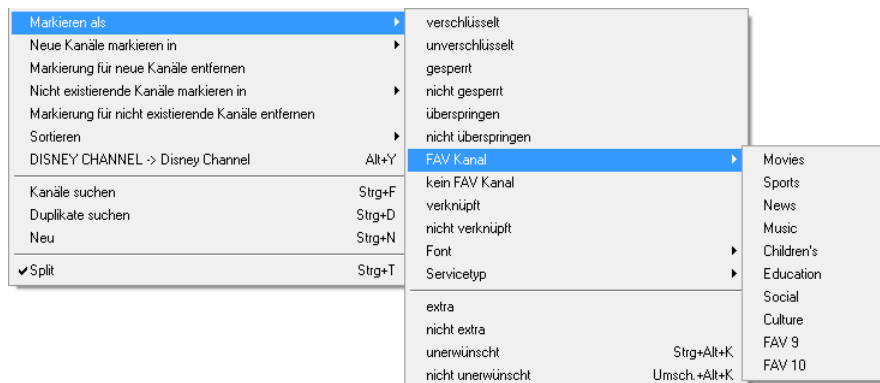 Markieren als
Neue Kanäle markieren in
Markierung für neue Kanäle entfernen
Nicht existierende Kanäle markieren in
Markierung für nicht existierende Kanäle entfernen
Sortieren
DISNEY CHANNEL -> Disney Channel Alt+Y
Kanäle suchen Strg+F
Duplikate suchen Strg+D
Neu Strg+N
Split Strg+T
verschlüsselt
unverschlüsselt
gesperrt
nicht gesperrt
überspringen
nicht überspringen
FAV Kanal
kein FAV Kanal
verknüpft
nicht verknüpft
Font
Servicetyp
extra
nicht extra
unerwünscht Strg+Alt+K
nicht unerwünscht Umsch.+Alt+K
Movies
Sports
News
Music
Children's
Education
Social
Culture
FAV 9
FAV 10